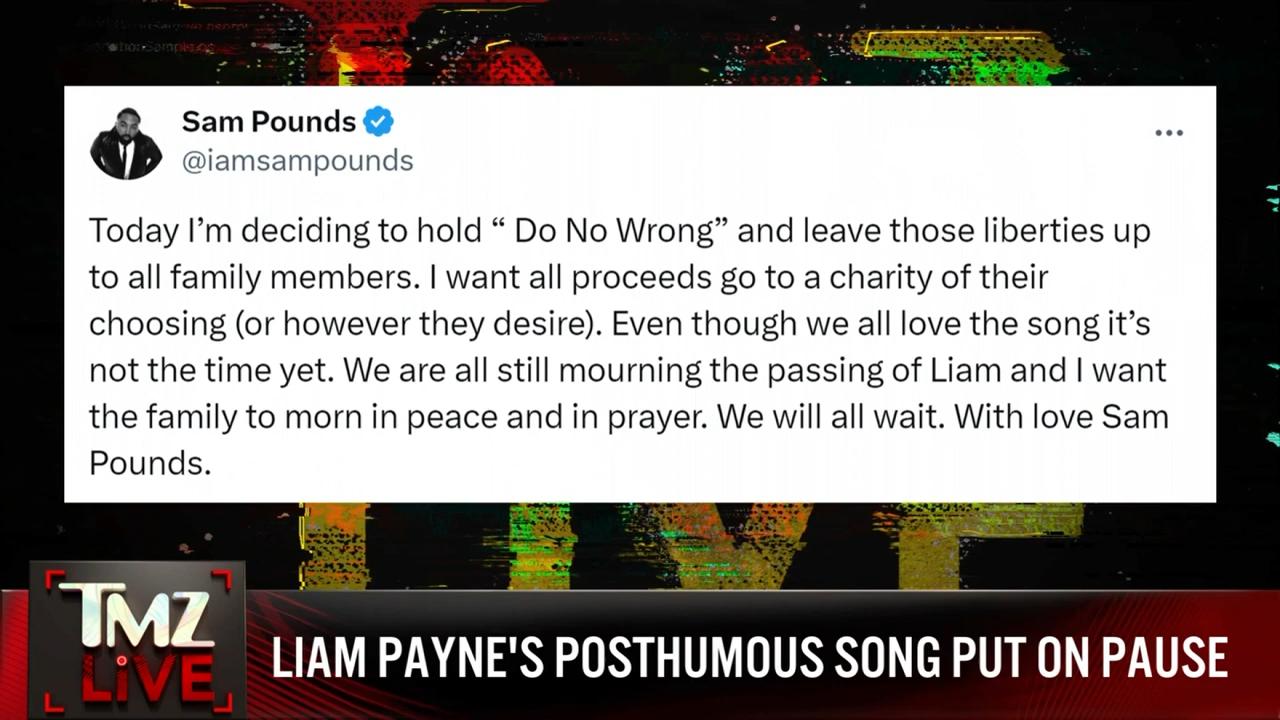 Sam Pounds
@iamsampounds
Today I’m deciding to hold “ Do No Wrong” and leave those liberties up
to all family members. I want all proceeds go to a charity of their
choosing (or however they desire). Even though we all love the song it’s
not the time yet. We are all still mourning the passing of Liam and I want
the family to morn in peace and in prayer. We will all wait. With love Sam
Pounds.
TMZ
LiVE
LIAM PAYNE'S POSTHUMOUS SONG PUT ON PAUSE